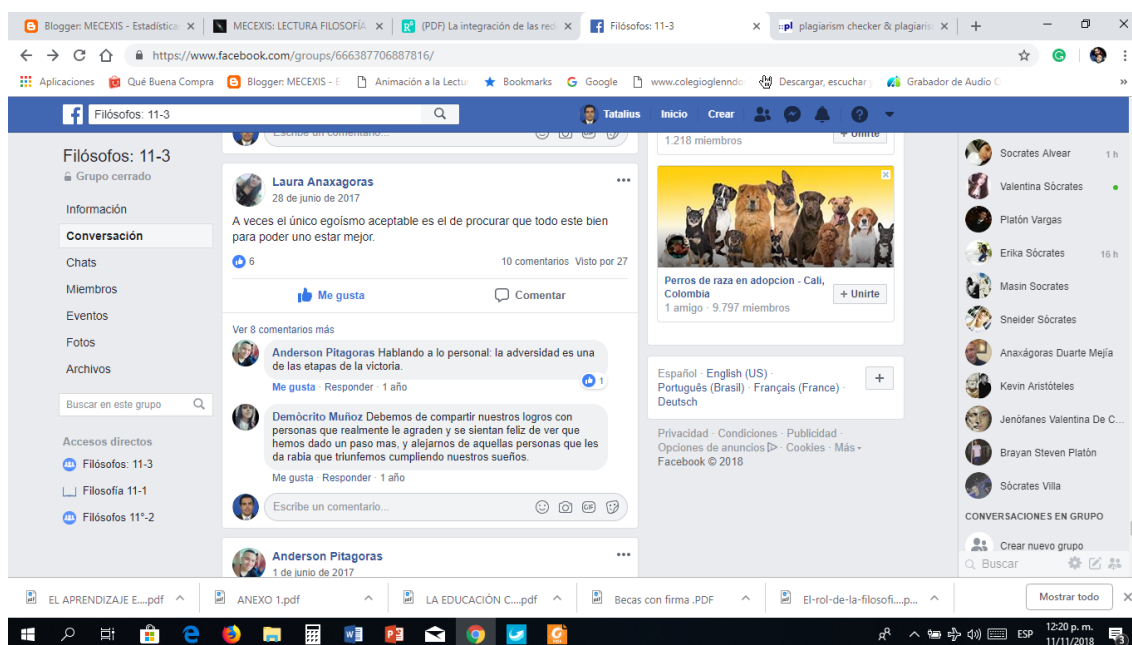 Blogger: MECEXIS - Estadística
MECEXIS: LECTURA FILOSOFÍA
(PDF) La integración de las red
Filósofos: 11-3
plagiarism checker & plagiaris
https://www.facebook.com/groups/666387706887816/
Aplicaciones
Qué Buena Compra
Blogger: MECEXIS - E
Animación a la Lectu
Bookmarks
Google
www.colegioglenndo
Descargar, escuchar y
Grabador de Audio
Filósofos: 11-3
Tatalius
Inicio
Crear
Filósofos: 11-3
Grupo cerrado
Información
Conversación
Chats
Miembros
Eventos
Fotos
Archivos
Buscar en este grupo
Accesos directos
Filósofos: 11-3
Filosofía 11-1
Filósofos 11°-2
Escribe un comentario...
Laura Anaxagoras
28 de junio de 2017
A veces el único egoísmo aceptable es el de procurar que todo este bien
para poder uno estar mejor.
6
10 comentarios Visto por 27
Me gusta
Comentar
Ver 8 comentarios más
Anderson Pitagoras Hablando a lo personal: la adversidad es una
de las etapas de la victoria.
1
Me gusta · Responder · 1 año
Demòcrito Muñoz Debemos de compartir nuestros logros con
personas que realmente le agraden y se sientan feliz de ver que
hemos dado un paso mas, y alejarnos de aquellas personas que les
da rabia que triunfemos cumpliendo nuestros sueños.
Me gusta · Responder · 1 año
Escribe un comentario...
GIF
Anderson Pitagoras
1 de junio de 2017
1.218 miembros
+ Unirte
Perros de raza en adopcion - Cali,
Colombia
1 amigo · 9.797 miembros
+ Unirte
Español · English (US) ·
Português (Brasil) · Français (France) ·
Deutsch
Privacidad · Condiciones · Publicidad ·
Opciones de anuncios · Cookies · Más
Facebook © 2018
Socrates Alvear 1 h
Valentina Sòcrates
Platón Vargas
Erika Sócrates 16 h
Masin Socrates
Sneider Sócrates
Anaxágoras Duarte Mejía
Kevin Aristóteles
Jenófanes Valentina De C...
Brayan Steven Platón
Sócrates Villa
CONVERSACIONES EN GRUPO
Crear nuevo grupo
Buscar
EL APRENDIZAJE E....pdf
ANEXO 1.pdf
LA EDUCACIÓN C....pdf
Becas con firma .PDF
El-rol-de-la-filosofi....p...
Mostrar todo
ESP
12:20 p. m.
11/11/2018
3